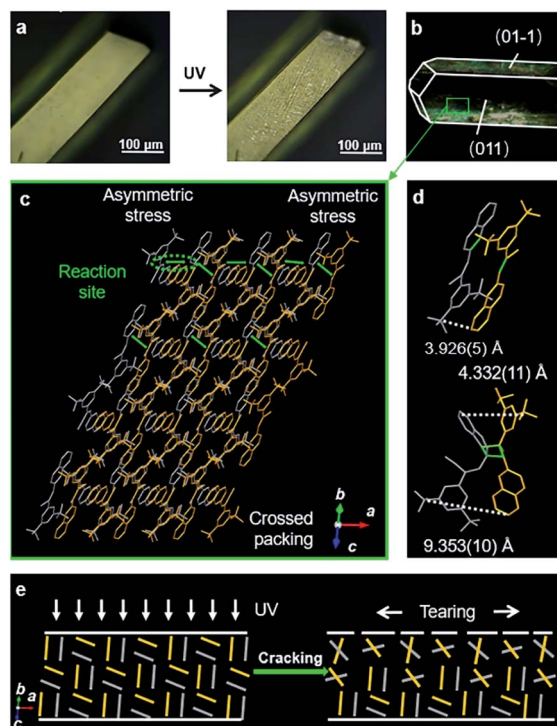 a
UV
100 µm
100 µm
b
(01-1)
(011)
c
Asymmetric
stress
Asymmetric
stress
Reaction
site
Crossed
packing
b
a
c
d
3.926(5) Å
4.332(11) Å
9.353(10) Å
e
UV
Tearing
Cracking
b
a
c